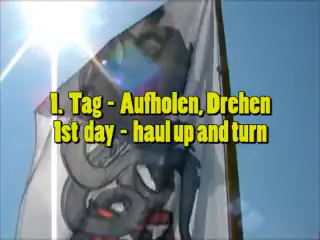 1. Tag - Aufholen, Drehen
1st day - haul up and turn